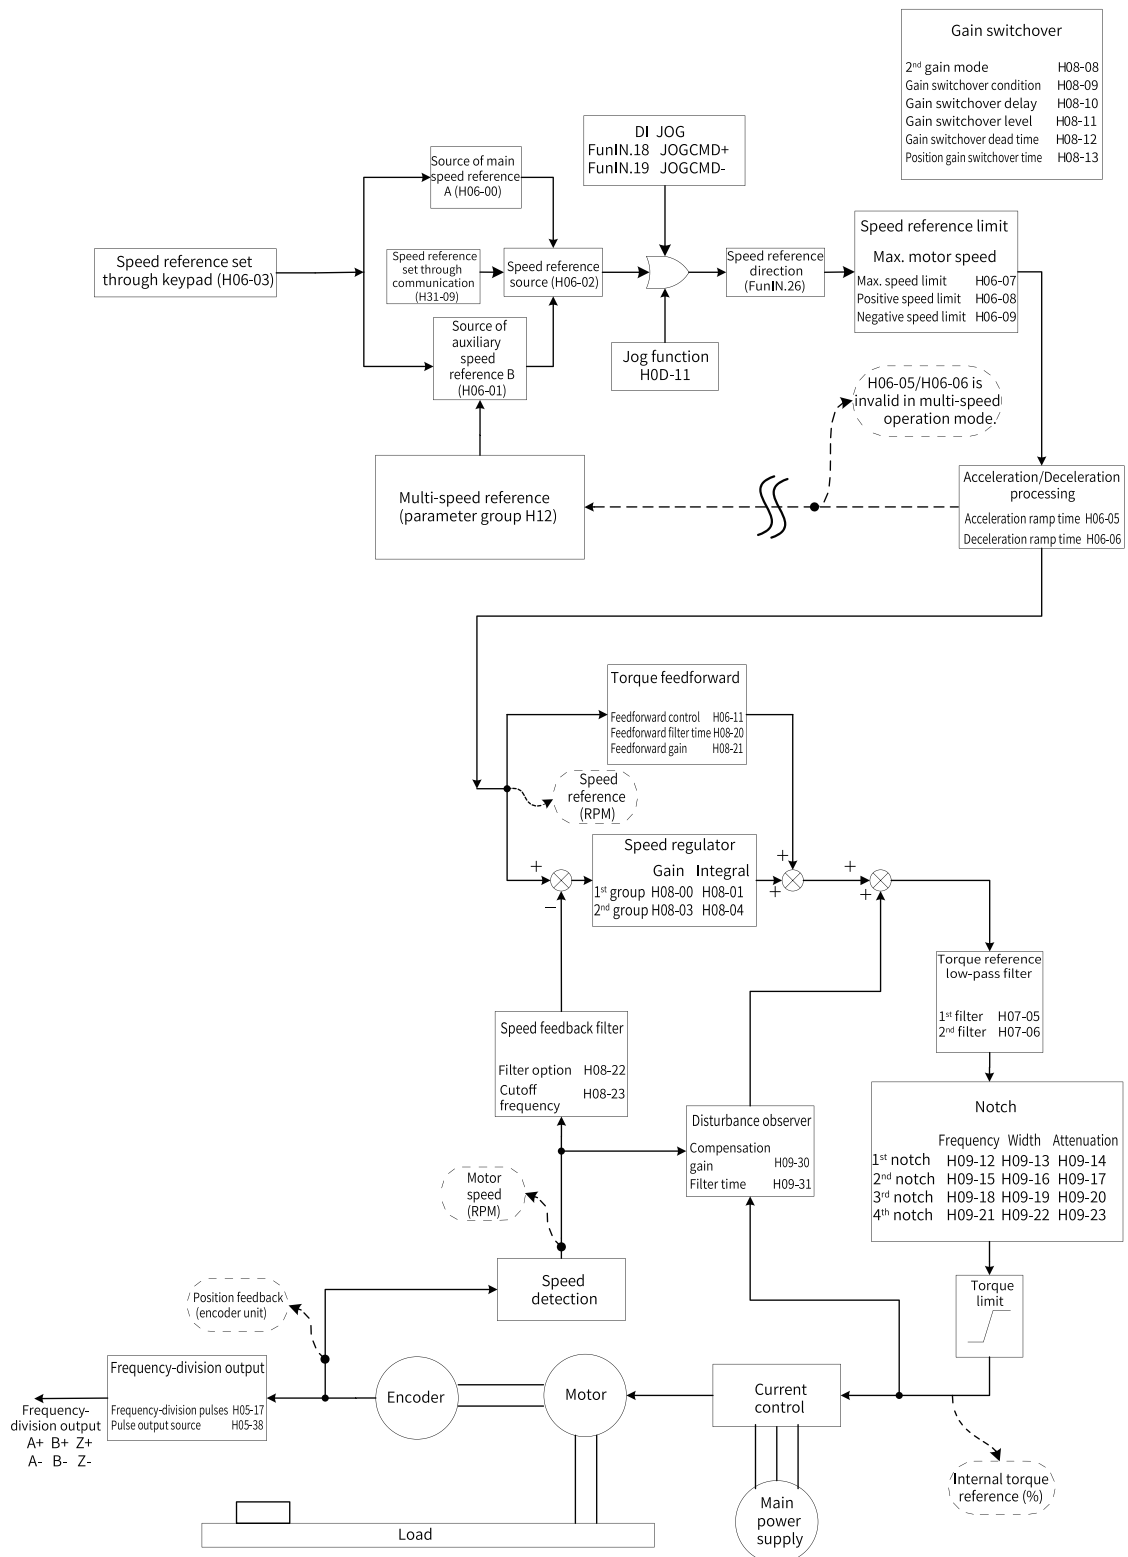 Gain switchover
2nd gain mode H08-08
Gain switchover condition H08-09
Gain switchover delay H08-10
Gain switchover level H08-11
Gain switchover dead time H08-12
Position gain switchover time H08-13
DI JOG
FunIN.18 JOGCMD+
FunIN.19 JOGCMD-
Source of main
speed reference
A (H06-00)
Speed reference set
through keypad (H06-03)
Speed reference
set through
communication
(H31-09)
Speed reference
source (H06-02)
Speed reference
direction
(FunIN.26)
Speed reference limit
Max. motor speed
Max. speed limit H06-07
Positive speed limit H06-08
Negative speed limit H06-09
Source of
auxiliary
speed
reference B
(H06-01)
Jog function
H0D-11
H06-05/H06-06 is
invalid in multi-speed
operation mode.
Multi-speed reference
(parameter group H12)
Acceleration/Deceleration
processing
Acceleration ramp time H06-05
Deceleration ramp time H06-06
Torque feedforward
Feedforward control H06-11
Feedforward filter time H08-20
Feedforward gain H08-21
Speed
reference
(RPM)
Speed regulator
Gain Integral
1st group H08-00 H08-01
2nd group H08-03 H08-04
+
−
+
+
+
+
Torque reference
low-pass filter
1st filter H07-05
2nd filter H07-06
Speed feedback filter
Filter option H08-22
Cutoff
frequency H08-23
Disturbance observer
Compensation
gain H09-30
Filter time H09-31
Notch
Frequency Width Attenuation
1st notch H09-12 H09-13 H09-14
2nd notch H09-15 H09-16 H09-17
3rd notch H09-18 H09-19 H09-20
4th notch H09-21 H09-22 H09-23
Motor
speed
(RPM)
Speed
detection
Torque
limit
Position feedback
(encoder unit)
Frequency-division output
Frequency-division pulses H05-17
Pulse output source H05-38
Encoder
Motor
Current
control
Frequency-
division output
A+ B+ Z+
A- B- Z-
Internal torque
reference (%)
Main
power
supply
Load